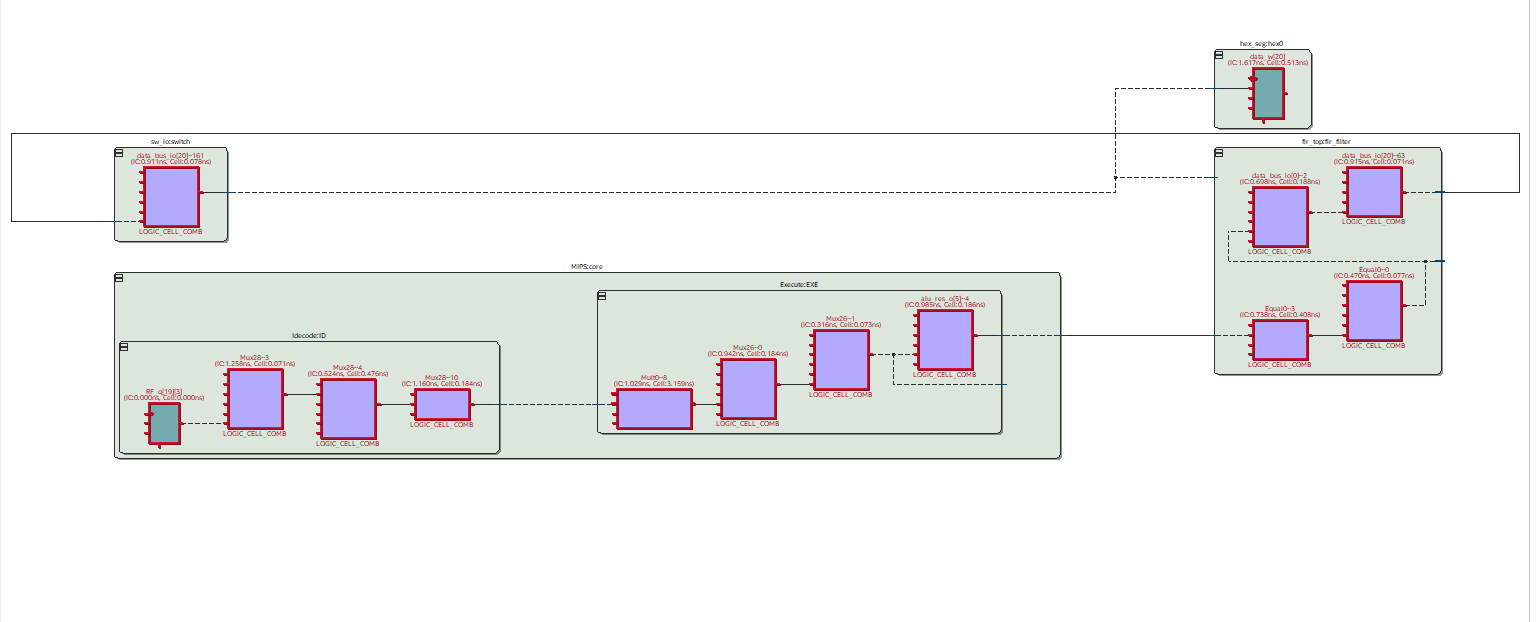 hex_seg:hex0
data_w[20]
(IC:1.617ns, Cell:0.513ns)
sw_io:switch
data_bus_io[20]~161
(IC:0.911ns, Cell:0.078ns)
LOGIC_CELL_COMB
fir_top:fir_filter
data_bus_io[20]~63
(IC:0.915ns, Cell:0.071ns)
LOGIC_CELL_COMB
data_bus_io[0]~2
(IC:0.698ns, Cell:0.188ns)
LOGIC_CELL_COMB
Equal0~0
(IC:0.470ns, Cell:0.077ns)
LOGIC_CELL_COMB
Equal0~3
(IC:0.738ns, Cell:0.408ns)
LOGIC_CELL_COMB
MIPS:core
Execute:EXE
alu_res_o[5]~4
(IC:0.985ns, Cell:0.186ns)
LOGIC_CELL_COMB
Mux26~1
(IC:0.316ns, Cell:0.073ns)
LOGIC_CELL_COMB
Mux26~0
(IC:0.942ns, Cell:0.184ns)
LOGIC_CELL_COMB
Mult0~8
(IC:1.029ns, Cell:3.159ns)
Idecode:ID
Mux28~3
(IC:1.258ns, Cell:0.071ns)
LOGIC_CELL_COMB
Mux28~4
(IC:0.524ns, Cell:0.476ns)
LOGIC_CELL_COMB
Mux28~10
(IC:1.160ns, Cell:0.184ns)
LOGIC_CELL_COMB
RF_q[19][3]
(IC:0.000ns, Cell:0.000ns)